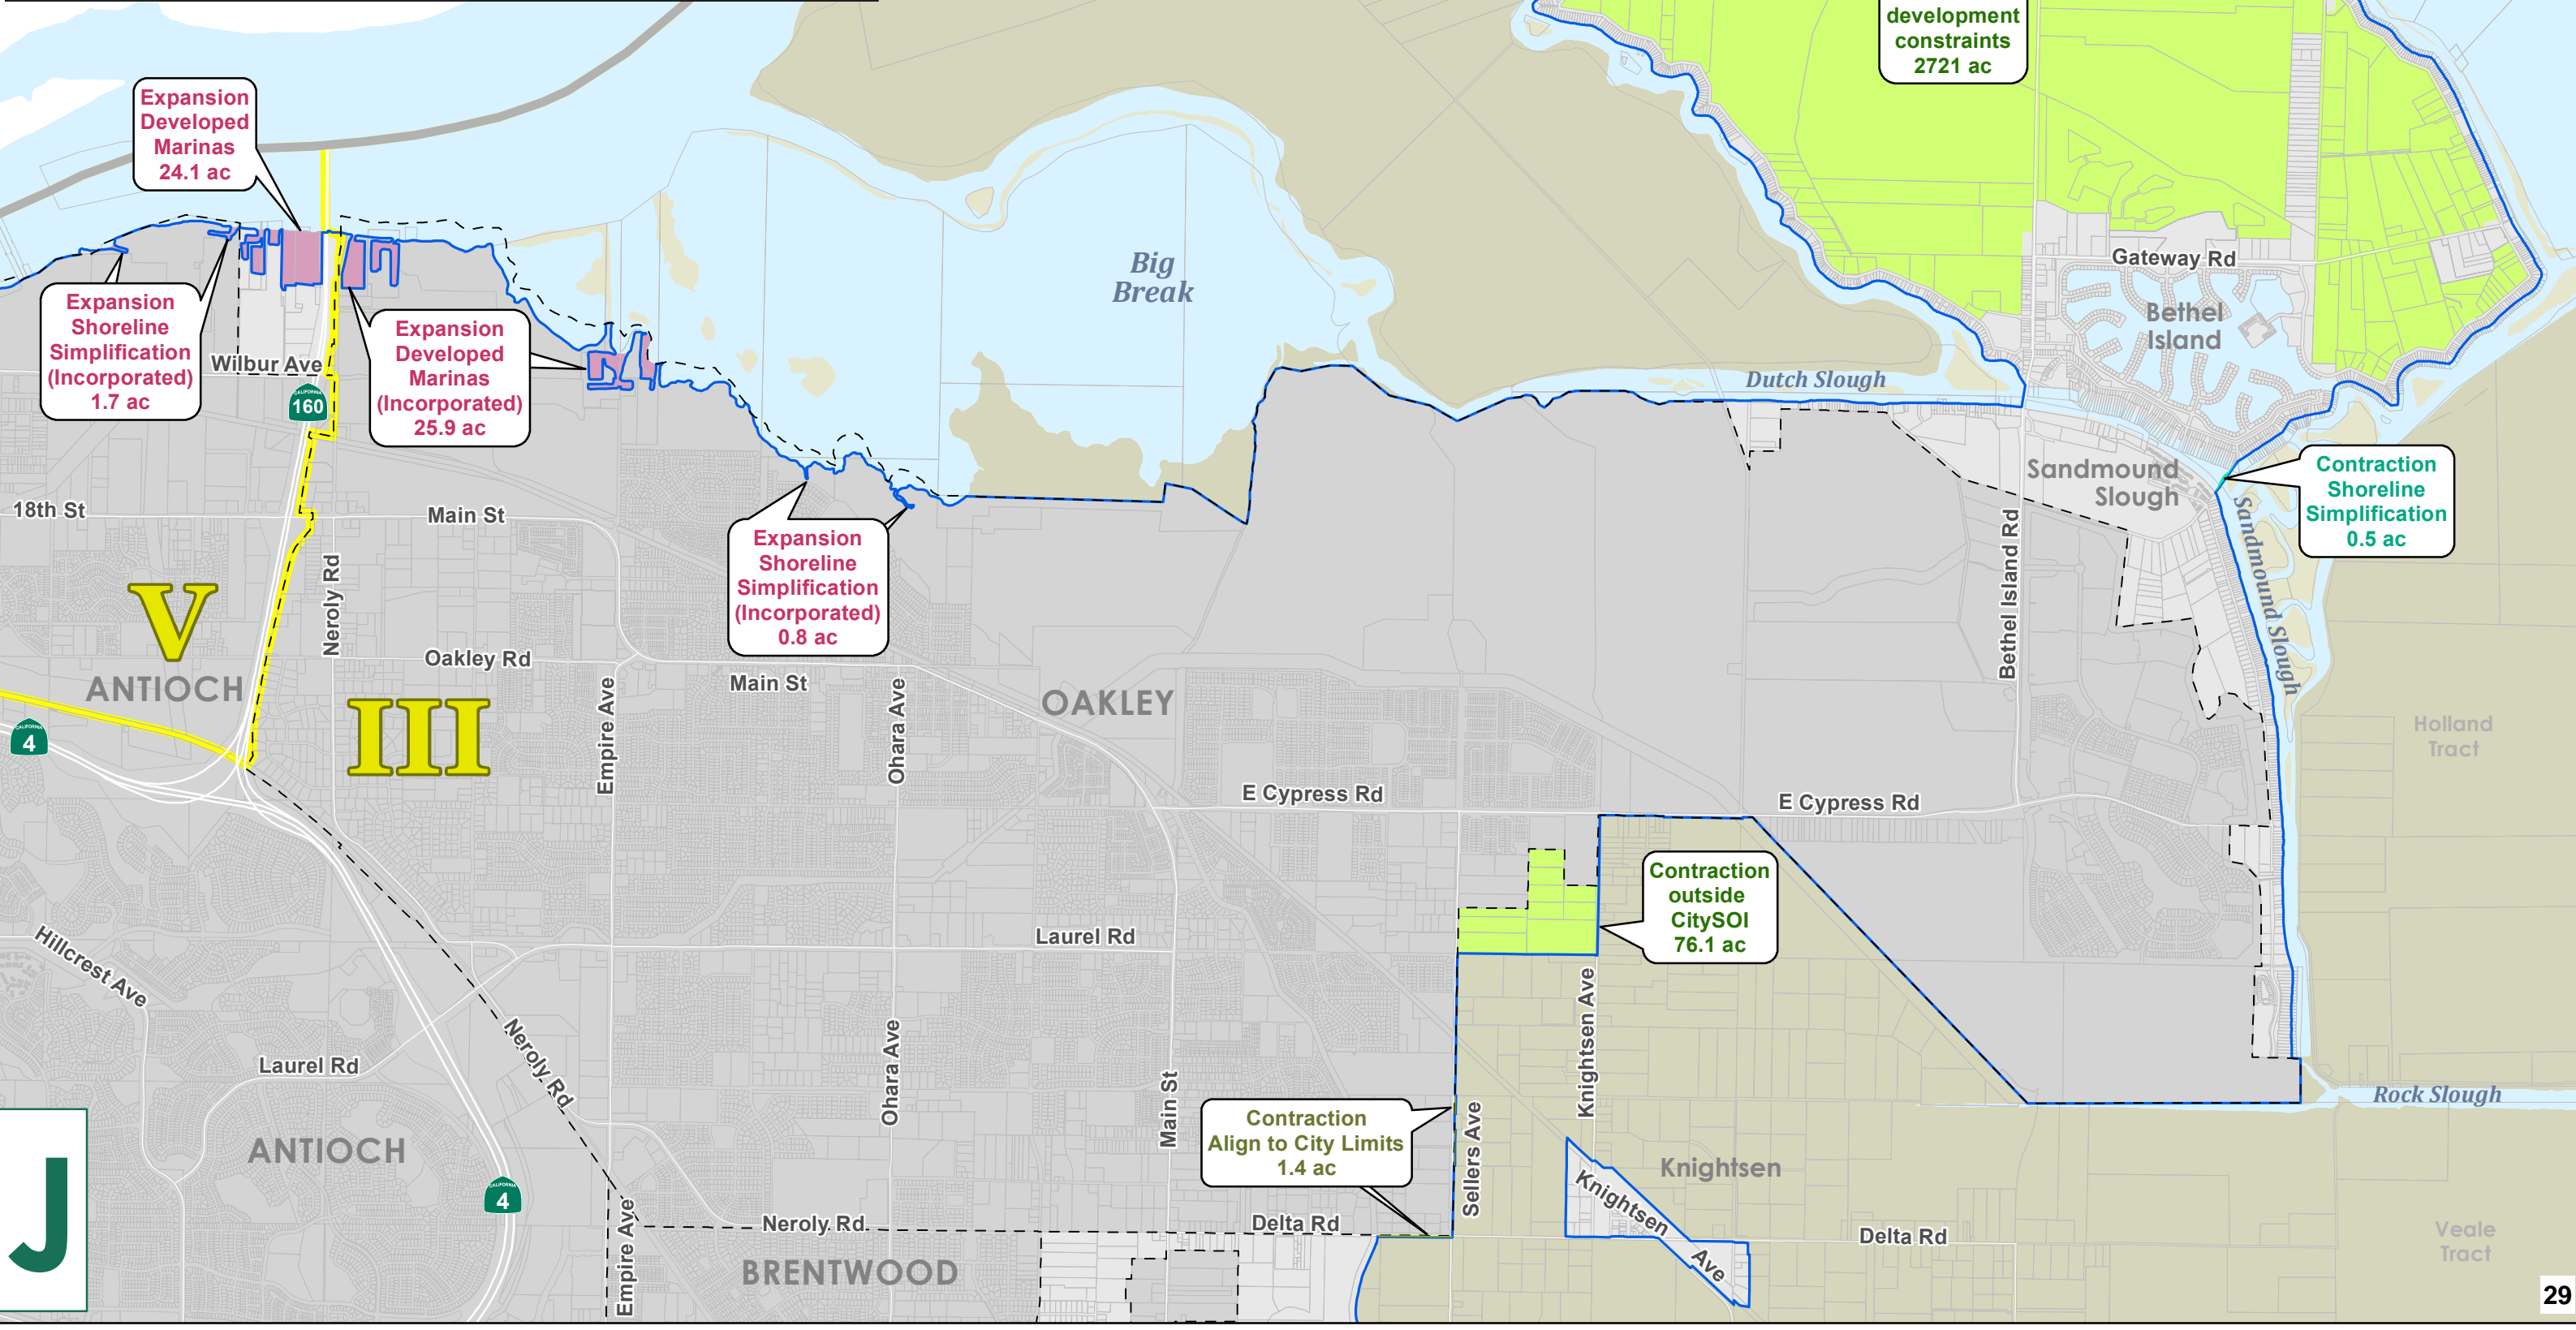 development
constraints
2721 ac
Expansion
Developed
Marinas
24.1 ac
Expansion
Shoreline
Simplification
(Incorporated)
1.7 ac
Wilbur Ave
CALIFORNIA
160
Expansion
Developed
Marinas
(Incorporated)
25.9 ac
Big
Break
Gateway Rd
Bethel
Island
Dutch Slough
Sandmound
Slough
Contraction
Shoreline
Simplification
0.5 ac
Sandmound Slough
Bethel Island Rd
18th St
Main St
Neroly Rd
Expansion
Shoreline
Simplification
(Incorporated)
0.8 ac
V
ANTIOCH
III
Oakley Rd
Main St
Empire Ave
Ohara Ave
OAKLEY
CALIFORNIA
4
Holland
Tract
E Cypress Rd
E Cypress Rd
Contraction
outside
CitySOI
76.1 ac
Hillcrest Ave
Laurel Rd
Knightsen Ave
Neroly Rd
Laurel Rd
Ohara Ave
Main St
Rock Slough
Contraction
Align to City Limits
1.4 ac
Sellers Ave
ANTIOCH
CALIFORNIA
4
Knightsen
Knightsen
Ave
J
Empire Ave
Neroly Rd
Delta Rd
Delta Rd
BRENTWOOD
Veale
Tract
29